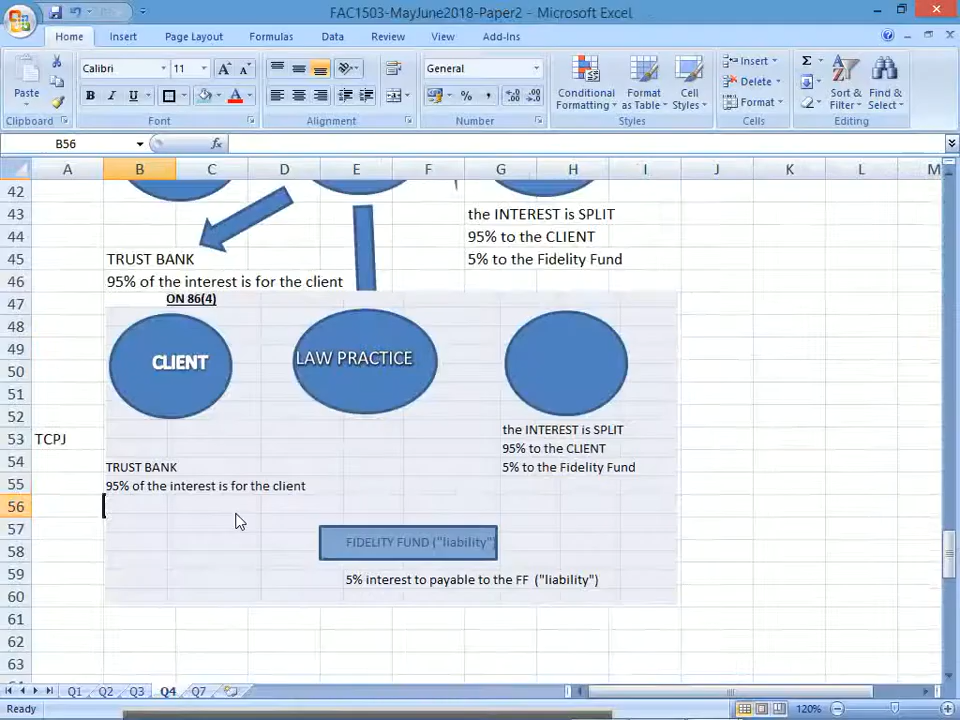 FAC1503-MayJune2018-Paper2 - Microsoft Excel
Home Insert Page Layout Formulas Data Review View Add-Ins
Paste
Calibri 11 A A
B I U A
General
% ,
Conditional Formatting
Format as Table
Cell Styles
Insert
Delete
Format
Σ
Sort & Filter
Find & Select
Clipboard Font Alignment Number Styles Cells Editing
B56 fx
A B C D E F G H I J K L M
42
43 the INTEREST is SPLIT
44 95% to the CLIENT
45 TRUST BANK 5% to the Fidelity Fund
46 95% of the interest is for the client
47 ON 86(4)
48
49 CLIENT LAW PRACTICE
50
51
52 the INTEREST is SPLIT
53 TCPJ 95% to the CLIENT
54 TRUST BANK 5% to the Fidelity Fund
55 95% of the interest is for the client
56
57
58 FIDELITY FUND ("liability")
59 5% interest to payable to the FF ("liability")
60
61
62
63
Q1 Q2 Q3 Q4 Q7
Ready 120%